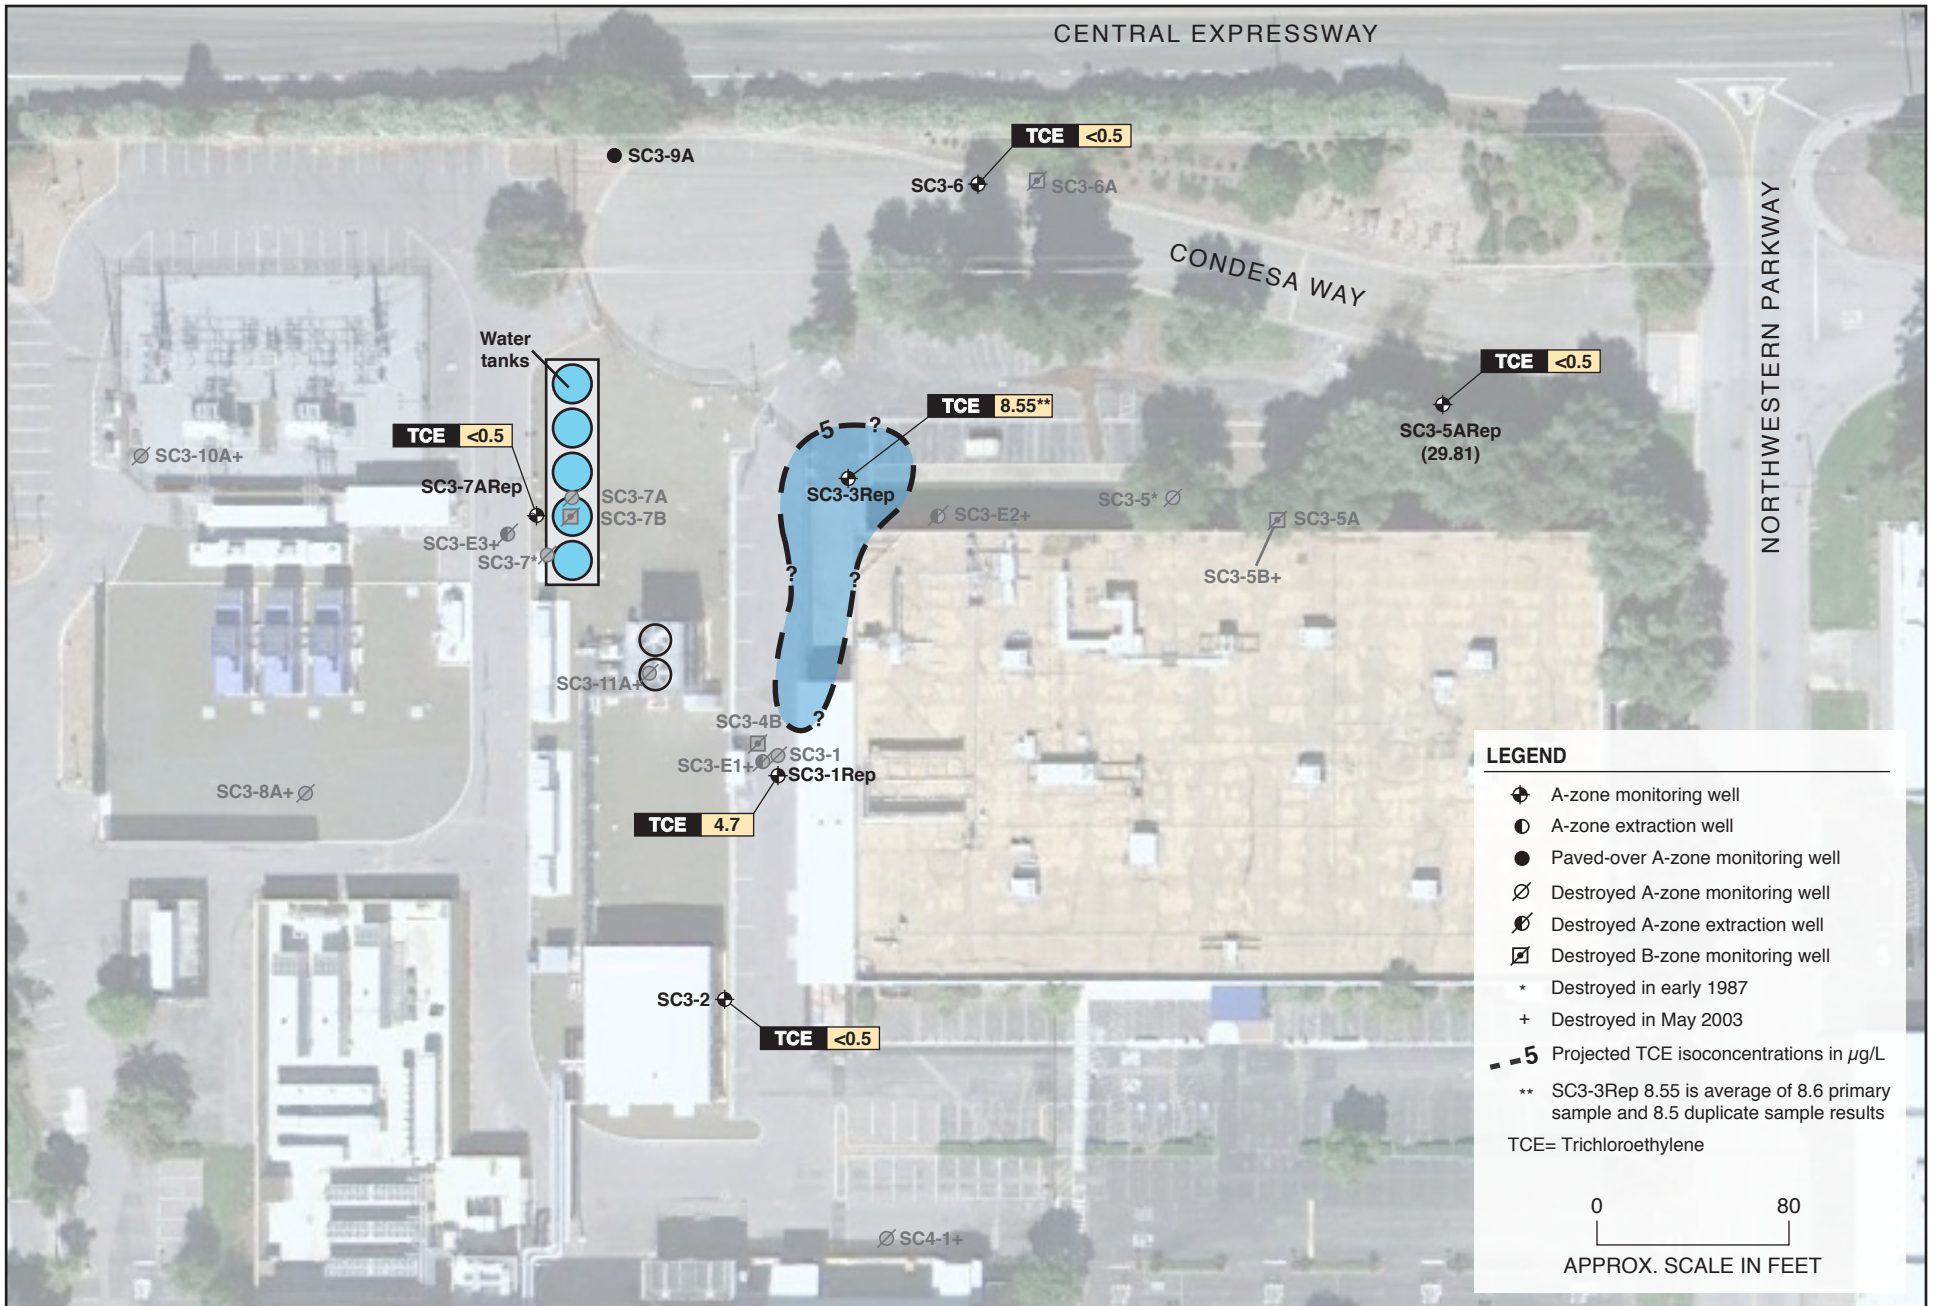 CENTRAL EXPRESSWAY
TCE <0.5
SC3-9A
SC3-6
SC3-6A
CONDESA WAY
NORTHWESTERN PARKWAY
Water
tanks
TCE <0.5
TCE 8.55**
TCE <0.5
5
?
SC3-5ARep
(29.81)
SC3-10A+
SC3-7ARep
SC3-7A
SC3-7B
SC3-3Rep
SC3-E2+
SC3-5*
SC3-5A
SC3-E3+
SC3-7*
?
?
SC3-5B+
SC3-11A+
?
SC3-4B
SC3-1
SC3-E1+
SC3-1Rep
SC3-8A+
TCE 4.7
SC3-2
TCE <0.5
SC4-1+
LEGEND
A-zone monitoring well
A-zone extraction well
Paved-over A-zone monitoring well
Destroyed A-zone monitoring well
Destroyed A-zone extraction well
Destroyed B-zone monitoring well
* Destroyed in early 1987
+ Destroyed in May 2003
5 Projected TCE isoconcentrations in µg/L
** SC3-3Rep 8.55 is average of 8.6 primary
sample and 8.5 duplicate sample results
TCE= Trichloroethylene
0 80
APPROX. SCALE IN FEET